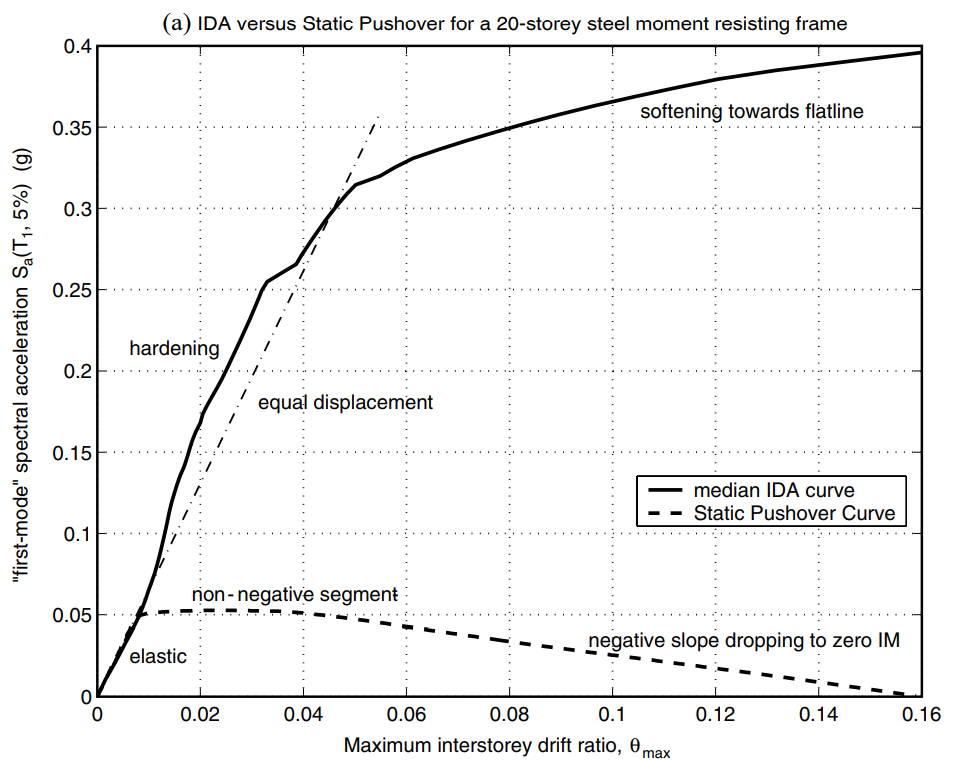 (a) IDA versus Static Pushover for a 20-storey steel moment resisting frame
0.4
softening towards flatline
0.35
0.3
0.25
hardening
0.2
equal displacement
0.15
median IDA curve
Static Pushover Curve
0.1
non-negative segment
0.05
negative slope dropping to zero IM
elastic
0
0 0.02 0.04 0.06 0.08 0.1 0.12 0.14 0.16
Maximum interstorey drift ratio, θmax
"first-mode" spectral acceleration Sa(T1, 5%) (g)